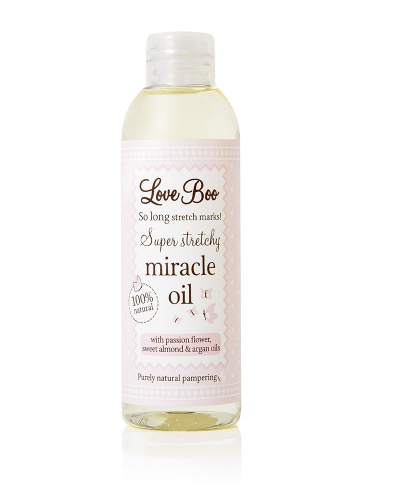 Love Boo
So long stretch marks!
Super stretchy
miracle
oil
100%
natural
with passion flower,
sweet almond & argan oils
Purely natural pampering